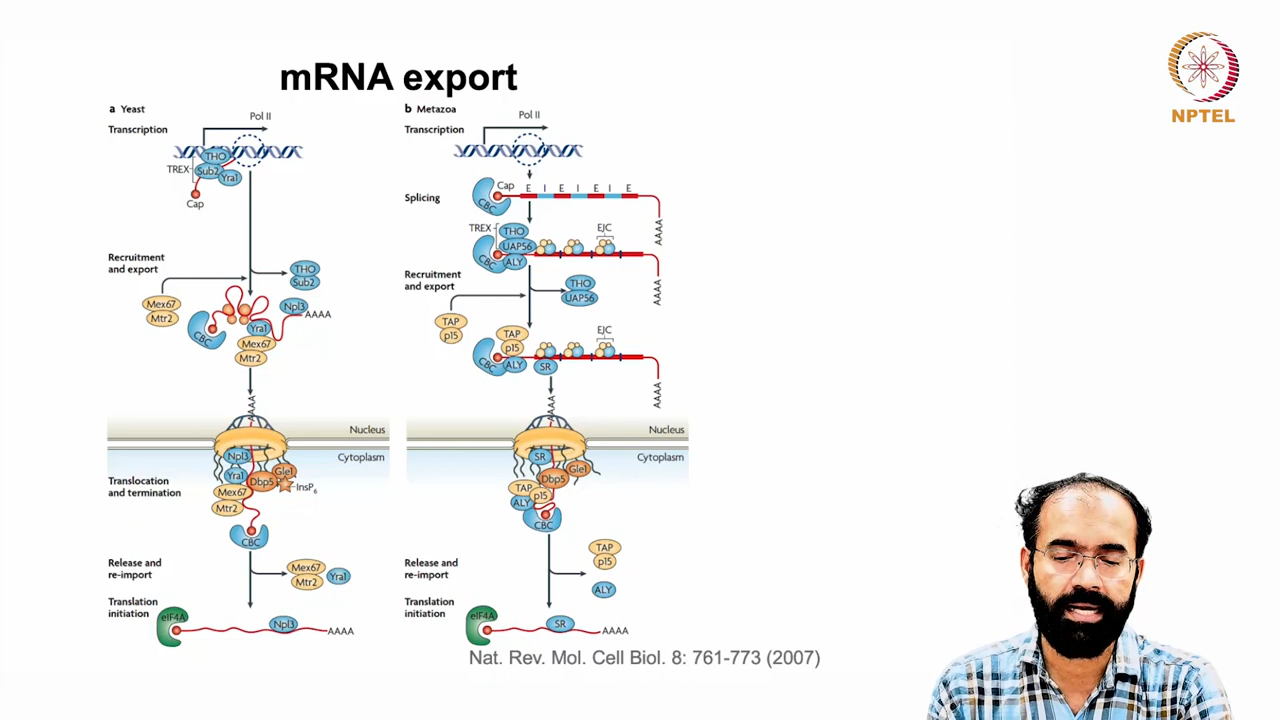 mRNA export
NPTEL
a Yeast
Transcription
Pol II
THO
TREX
Sub2
Yra1
Cap
Recruitment
and export
THO
Sub2
Mex67
Mtr2
Npl3
AAAA
CBC
Yra1
Mex67
Mtr2
AAAA
Nucleus
Cytoplasm
Npl3
Yra1
Gle1
Dbp5
InsP6
Translocation
and termination
Mex67
Mtr2
CBC
Release and
re-import
Mex67
Mtr2
Yra1
Translation
initiation
eIF4A
Npl3
AAAA
b Metazoa
Transcription
Pol II
Splicing
Cap
E I E I E I E
CBC
AAAA
TREX
THO
EJC
UAP56
CBC
ALY
AAAA
Recruitment
and export
THO
UAP56
TAP
p15
TAP
p15
EJC
CBC
ALY
SR
AAAA
AAAA
Nucleus
Cytoplasm
SR
Gle1
Dbp5
TAP
p15
ALY
CBC
Translocation
and termination
Release and
re-import
TAP
p15
ALY
Translation
initiation
eIF4A
SR
AAAA
Nat. Rev. Mol. Cell Biol. 8: 761-773 (2007)